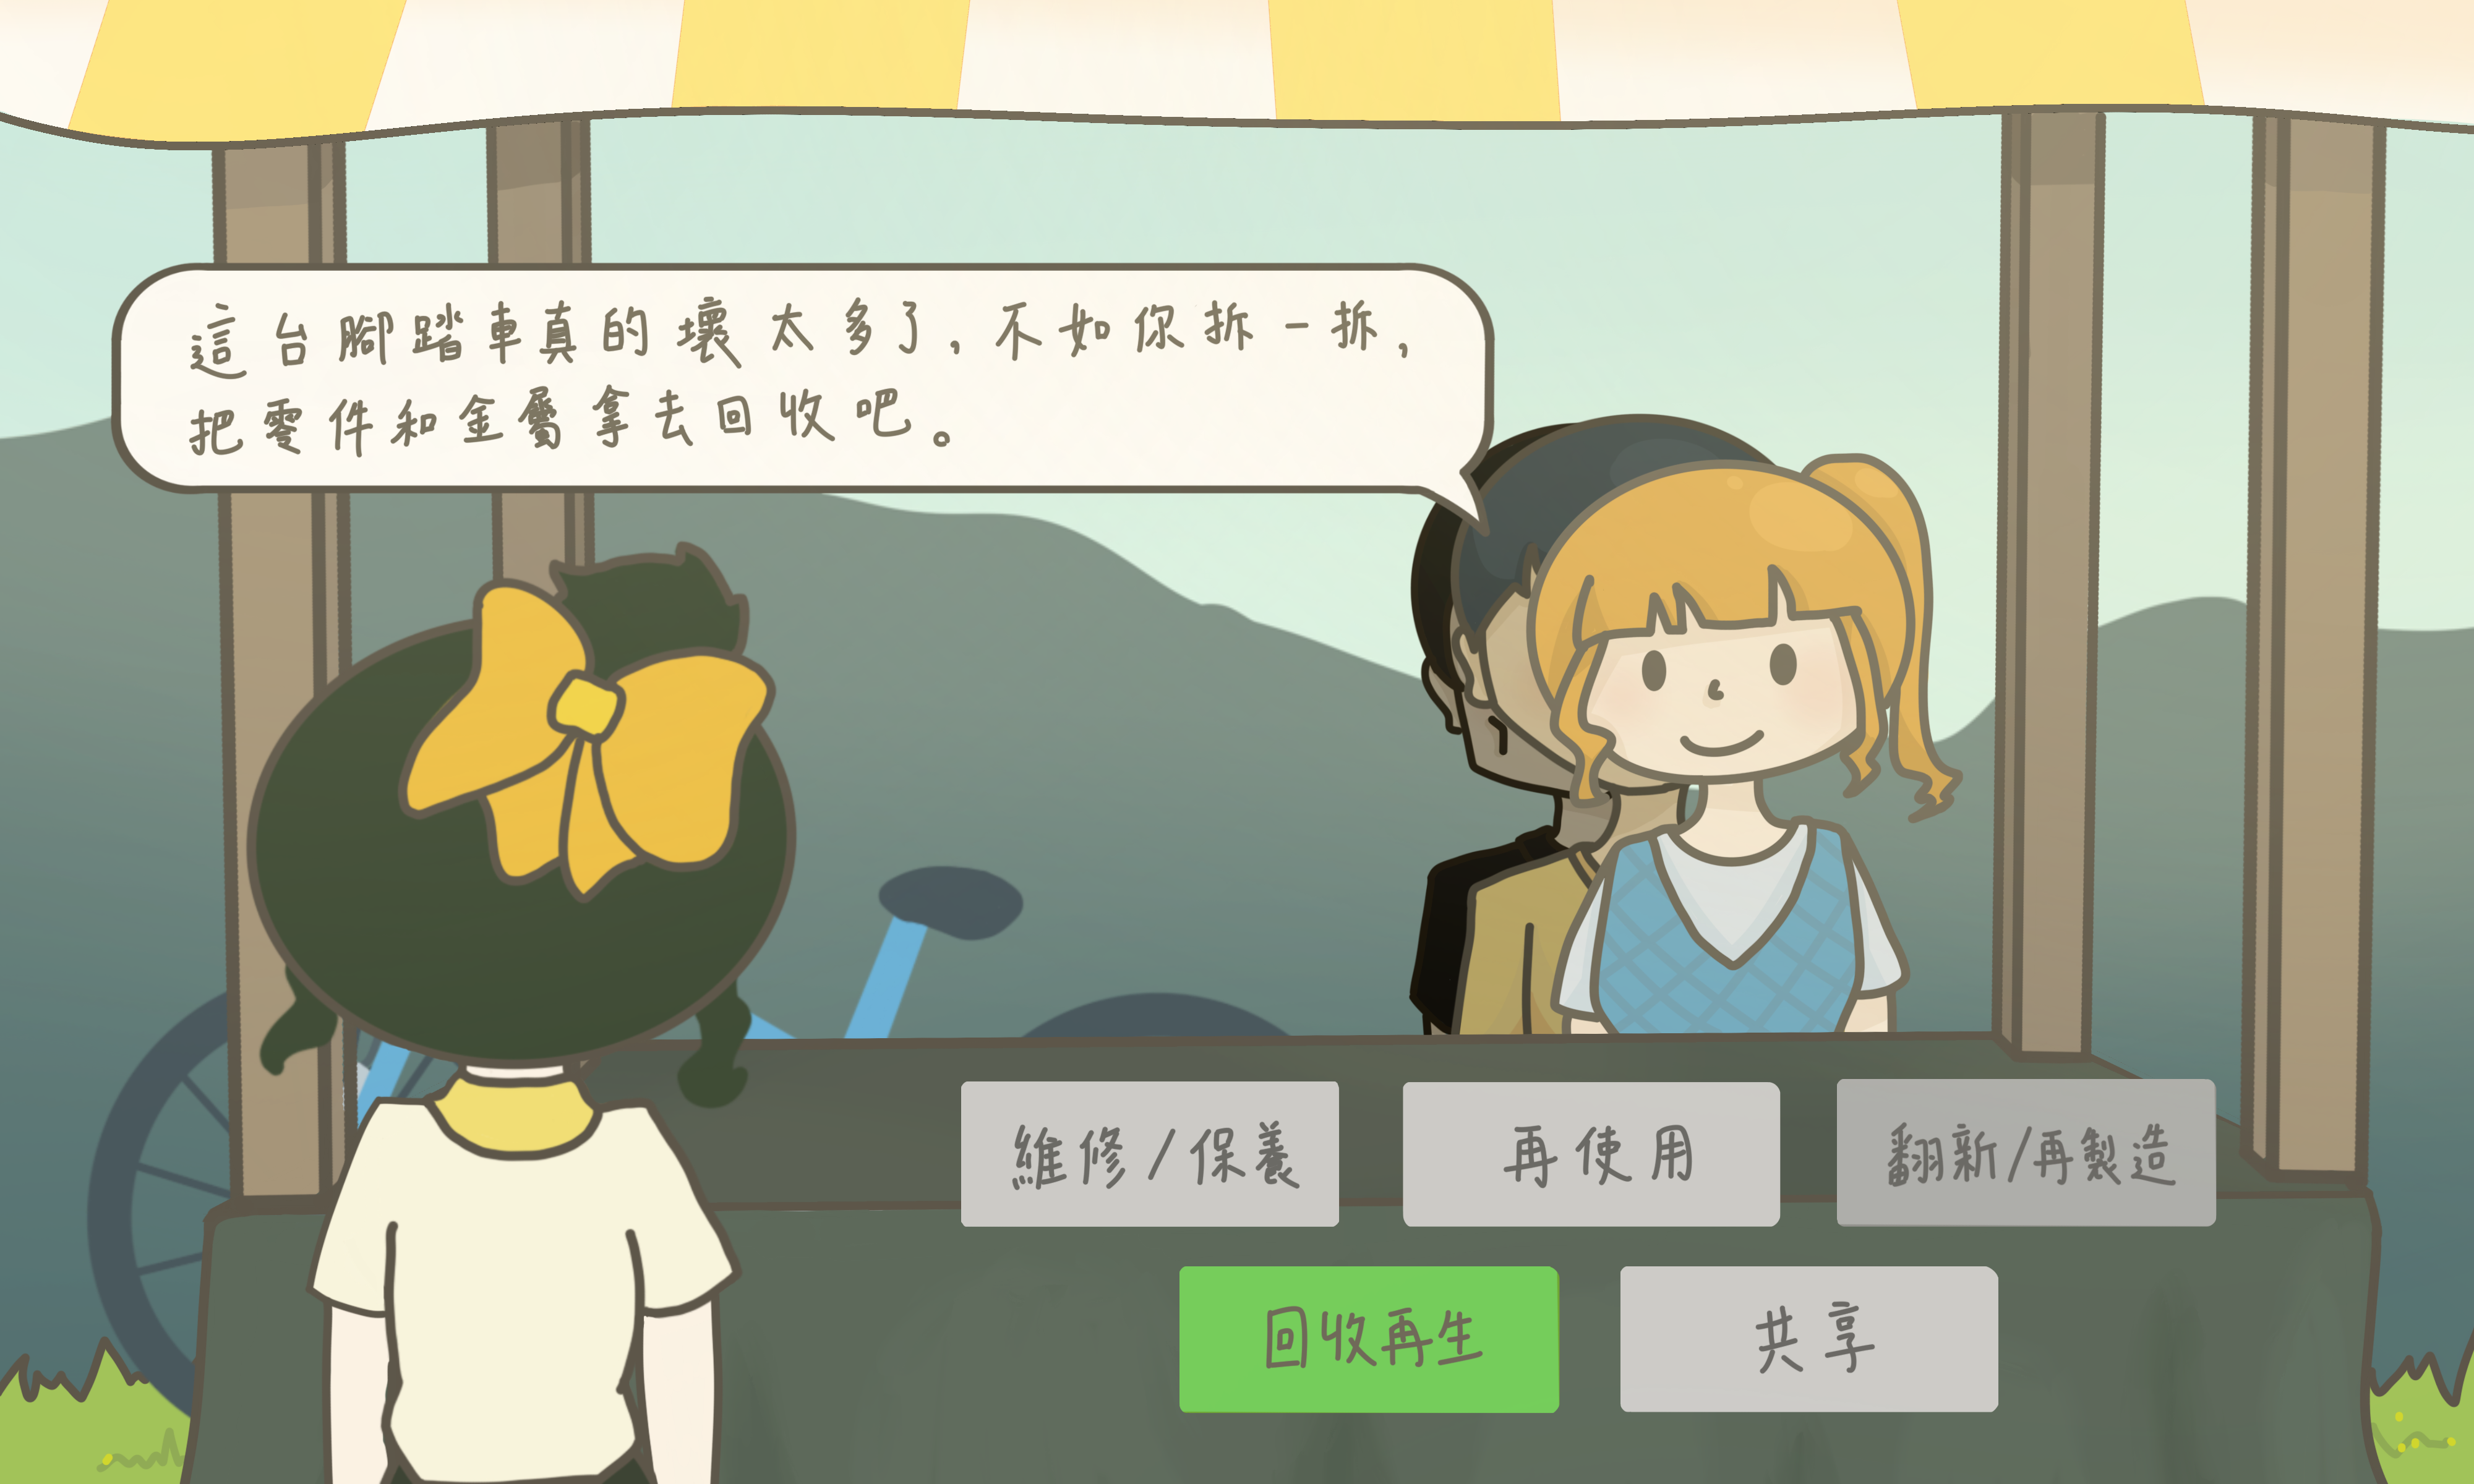 這台腳踏車真的壞太多了，不如你拆一拆，
把零件和金屬拿去回收吧。
維修/保養
再使用
翻新/再製造
回收再生
共享